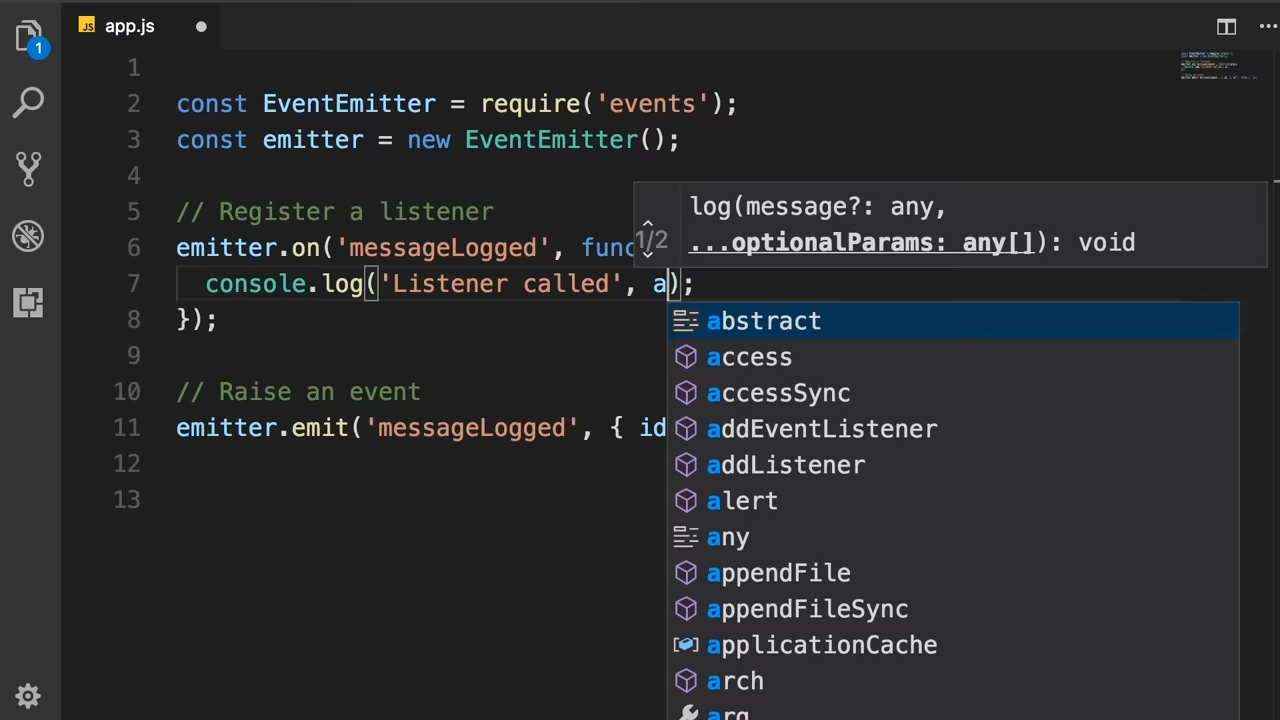 1
JS app.js
1
2 const EventEmitter = require('events');
3 const emitter = new EventEmitter();
4
5 // Register a listener
6 emitter.on('messageLogged', func
7 console.log('Listener called', a);
8 });
9
10 // Raise an event
11 emitter.emit('messageLogged', { id
12
13
1/2
log(message?: any,
...optionalParams: any[]): void
abstract
access
accessSync
addEventListener
addListener
alert
any
appendFile
appendFileSync
applicationCache
arch
arg